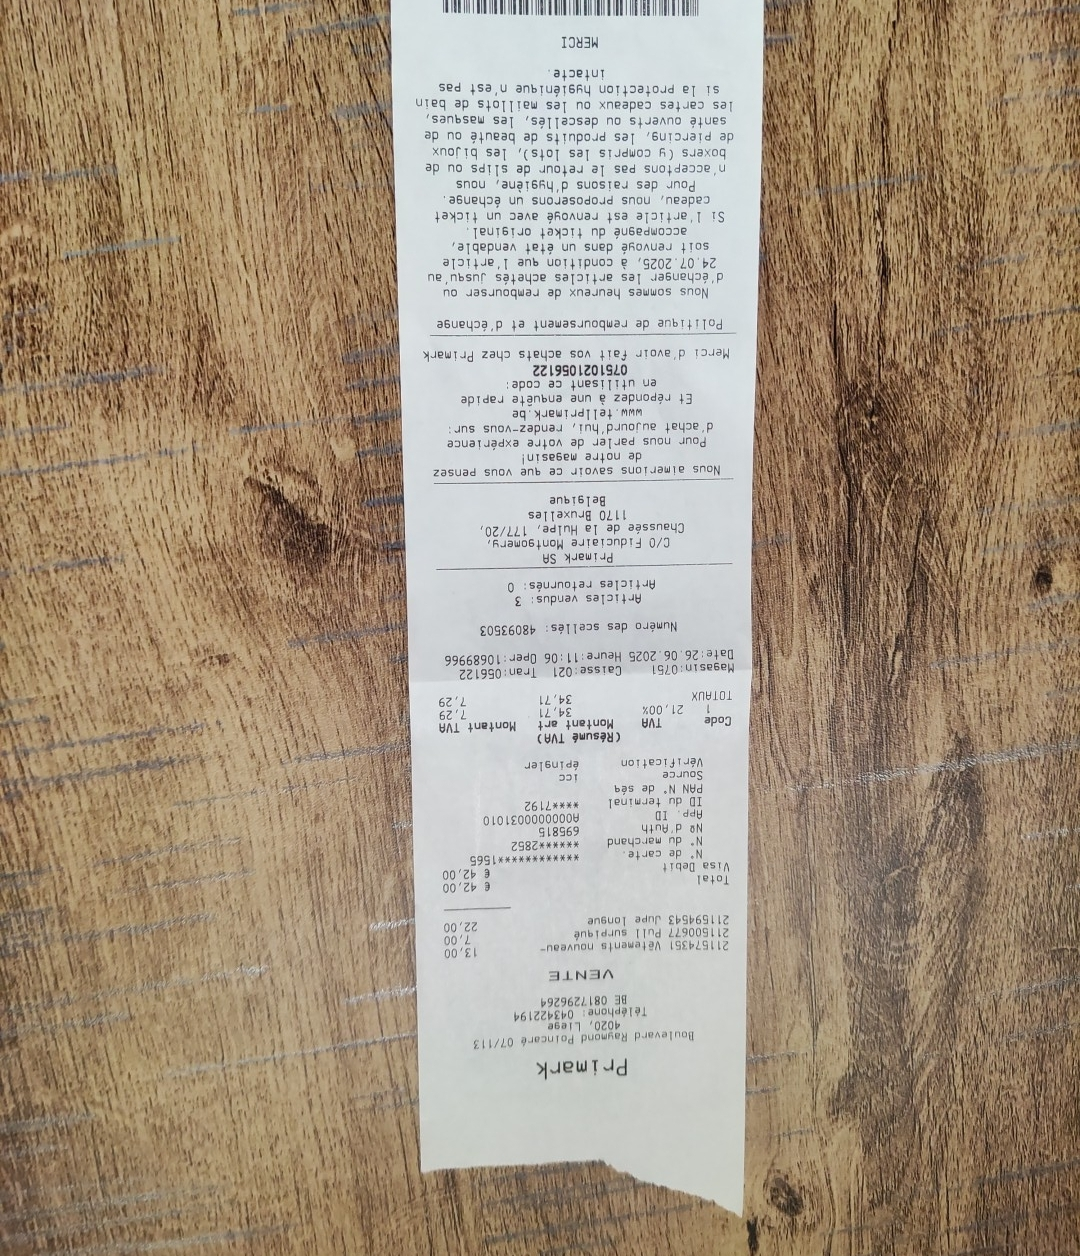 Primark
Boulevard Raymond Poincaré 07/113
4020, Liege
Téléphone: 043422194
BE 0817296264
VENTE
211574351 Vêtements nouveau- 13,00
211500677 Pull surpiqué 7,00
211594543 Jupe longue 22,00
Total € 42,00
Visa Debit € 42,00
N° de carte. ************1565
N° du marchand ******2852
Nº d'Auth 695815
App. ID A0000000031010
ID du terminal ****7192
PAN N° de séq
Source icc
Vérification épingler
(Résumé TVA)
Code TVA Montant art Montant TVA
1 21,00% 34,71 7,29
TOTAUX 34,71 7,29
Magasin:0751 Caisse:021 Tran:056122
Date:26.06.2025 Heure:11:06 Oper:10689966
Numéro des scellés: 48093503
Articles vendus: 3
Articles retournés: 0
Primark SA
C/O Fiduciaire Montgomery,
Chaussée de la Hulpe, 177/20,
1170 Bruxelles
Belgique
Nous aimerions savoir ce que vous pensez
de notre magasin!
Pour nous parler de votre expérience
d'achat aujourd'hui, rendez-vous sur:
www.tellprimark.be
Et répondez à une enquête rapide
en utilisant ce code:
0751021056122
Merci d'avoir fait vos achats chez Primark
Politique de remboursement et d'échange
Nous sommes heureux de rembourser ou
d'échanger les articles achetés jusqu'au
24.07.2025, à condition que l'article
soit renvoyé dans un état vendable,
accompagné du ticket original.
Si l'article est renvoyé avec un ticket
cadeau, nous proposerons un échange.
Pour des raisons d'hygiène, nous
n'acceptons pas le retour de slips ou de
boxers (y compris les lots), les bijoux
de piercing, les produits de beauté ou de
santé ouverts ou descellés, les masques,
les cartes cadeaux ou les maillots de bain
si la protection hygiénique n'est pas
intacte.
MERCI